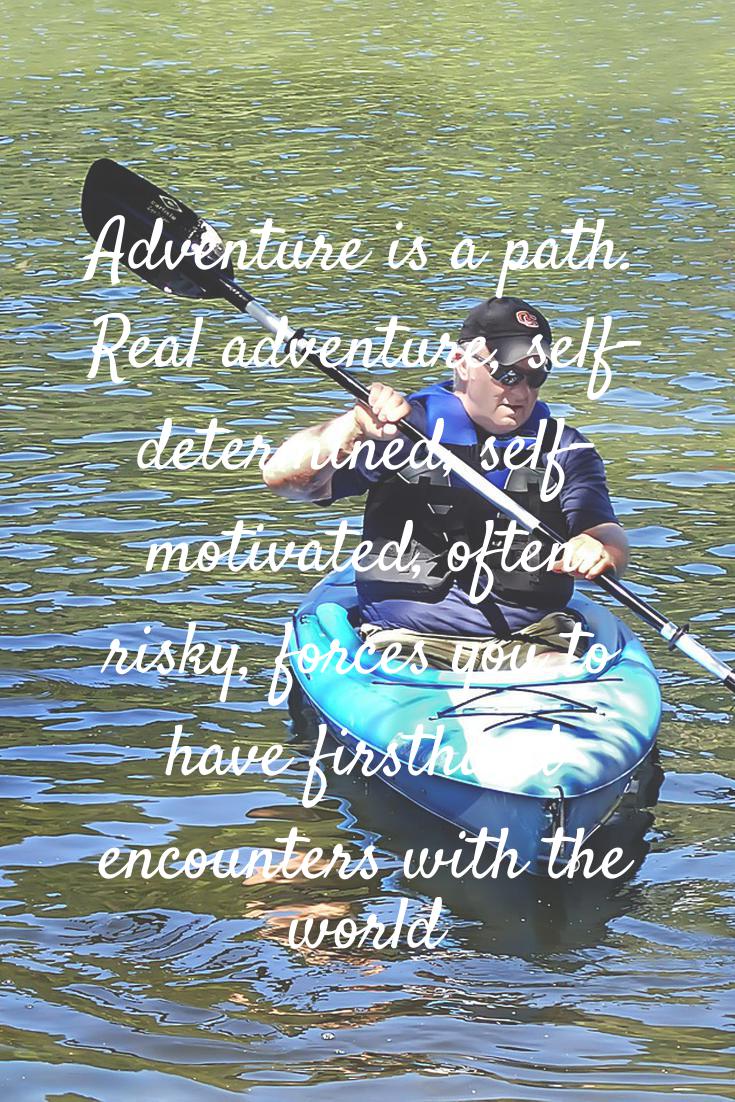 Adventure is a path.
Real adventure, self-
determined, self-
motivated, often
risky, forces you to
have firsthand
encounters with the
world